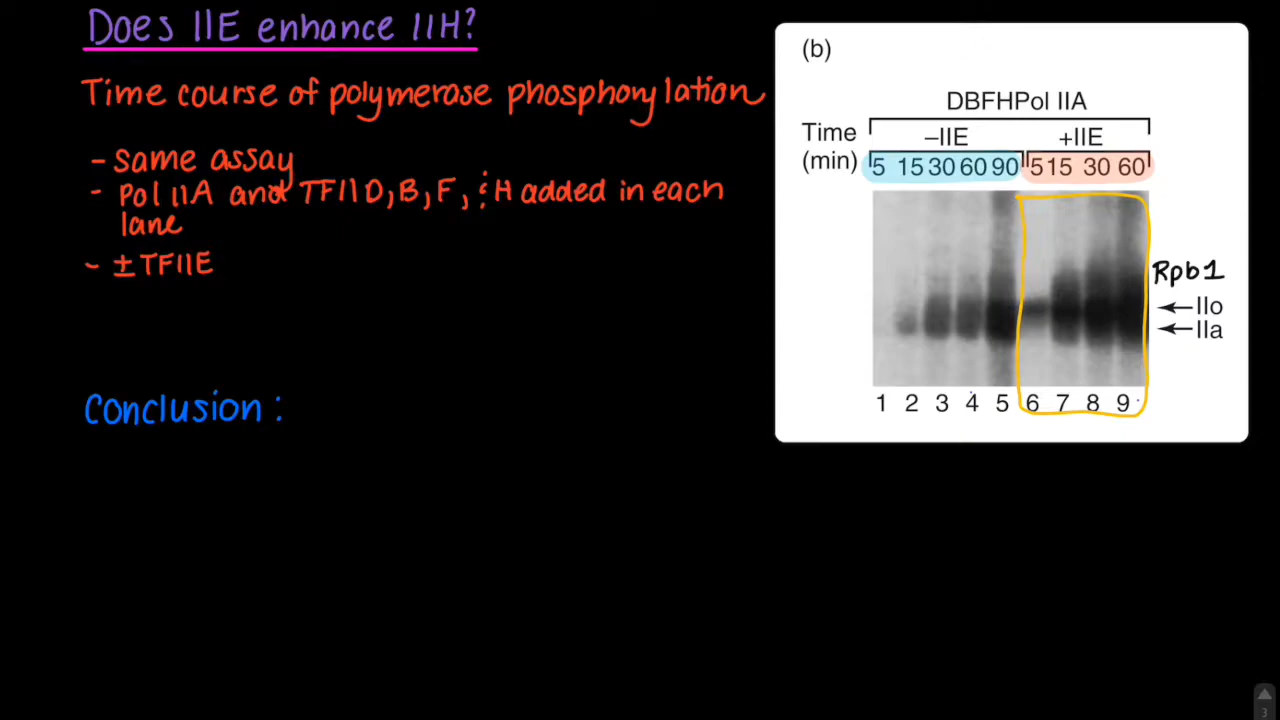 Does IIE enhance IIH?
Time course of polymerase phosphorylation
- same assay
- Pol IIA and TFIID, B, F, & H added in each
lane
- ± TFIIE
Conclusion:
(b)
DBFHPol IIA
Time
(min)
–IIE
+IIE
5 15 30 60 90 5 15 30 60
Rpb1
IIo
IIa
1 2 3 4 5 6 7 8 9
3